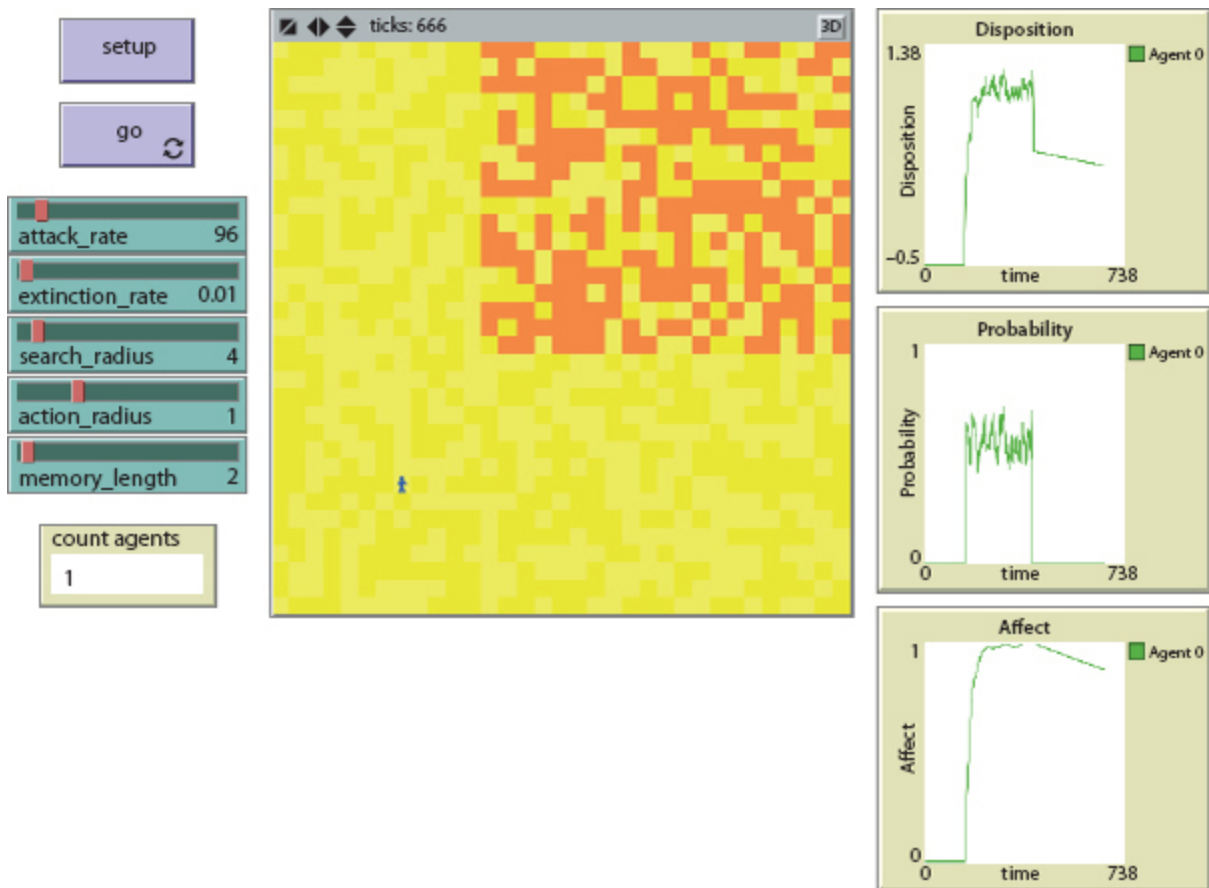 setup
go
attack_rate 96
extinction_rate 0.01
search_radius 4
action_radius 1
memory_length 2
count agents
1
ticks: 666
3D
Disposition
1.38
Disposition
−0.5
0 time 738
Agent 0
Probability
1
Probability
0
0 time 738
Agent 0
Affect
1
Affect
0
0 time 738
Agent 0